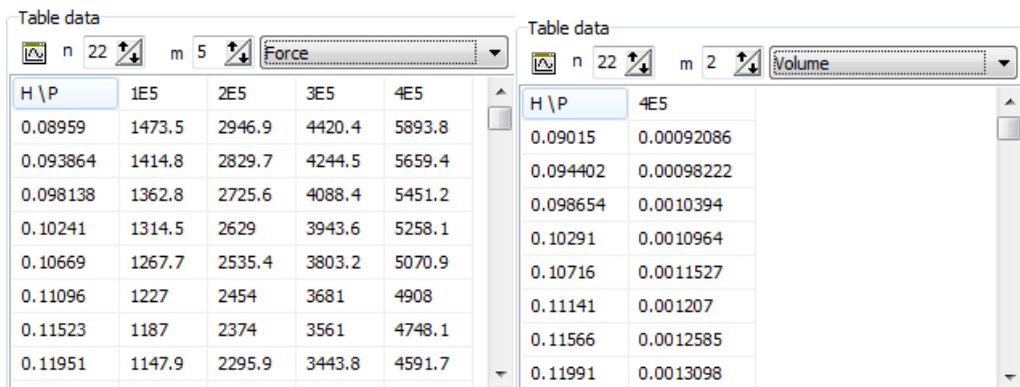 Table data
n 22 m 5 Force
H \P 1E5 2E5 3E5 4E5
0.08959 1473.5 2946.9 4420.4 5893.8
0.093864 1414.8 2829.7 4244.5 5659.4
0.098138 1362.8 2725.6 4088.4 5451.2
0.10241 1314.5 2629 3943.6 5258.1
0.10669 1267.7 2535.4 3803.2 5070.9
0.11096 1227 2454 3681 4908
0.11523 1187 2374 3561 4748.1
0.11951 1147.9 2295.9 3443.8 4591.7
Table data
n 22 m 2 Volume
H \P 4E5
0.09015 0.00092086
0.094402 0.00098222
0.098654 0.0010394
0.10291 0.0010964
0.10716 0.0011527
0.11141 0.001207
0.11566 0.0012585
0.11991 0.0013098